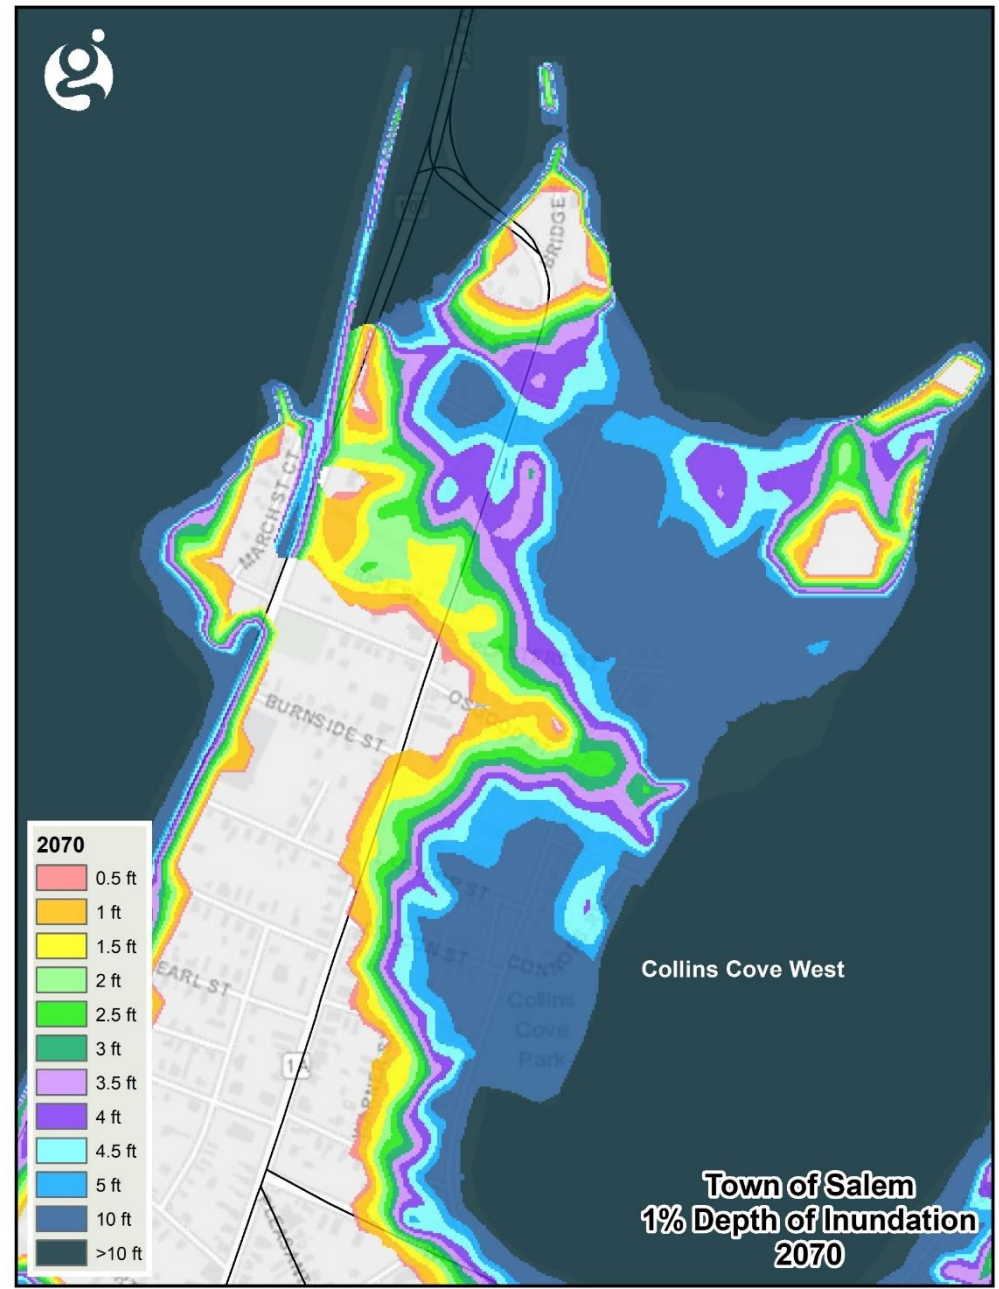 BRIDGE
MARCH ST CT
BURNSIDE ST
EARL ST
1A
Collins Cove West
CONNO
Collins
Cove
Park
2070
0.5 ft
1 ft
1.5 ft
2 ft
2.5 ft
3 ft
3.5 ft
4 ft
4.5 ft
5 ft
10 ft
>10 ft
Town of Salem
1% Depth of Inundation
2070